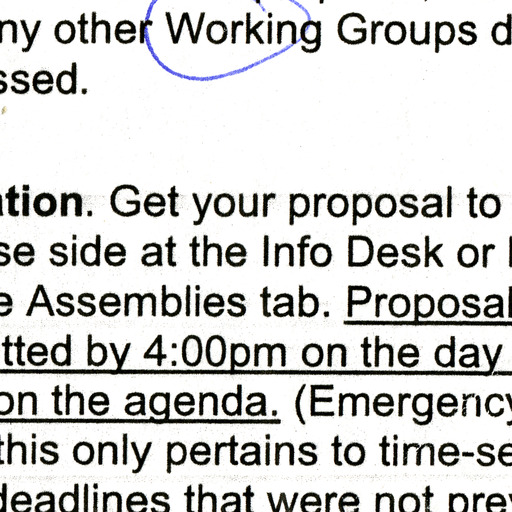 ny other Working Groups d
ssed.
ation. Get your proposal to
se side at the Info Desk or
e Assemblies tab. Proposal
tted by 4:00pm on the day
on the agenda. (Emergency
this only pertains to time-se
deadlines that were not prev